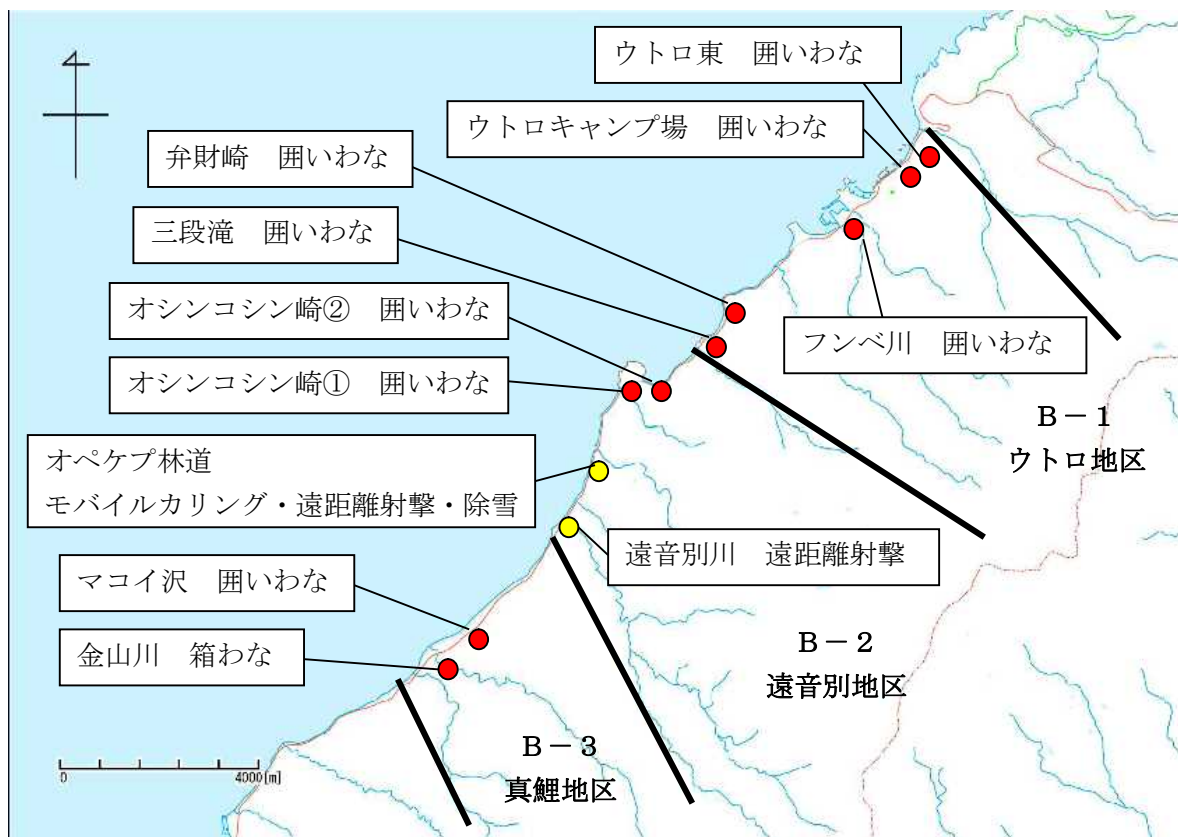 ウトロ東 囲いわな
ウトロキャンプ場 囲いわな
弁財崎 囲いわな
三段滝 囲いわな
オシンコシン崎② 囲いわな
フンベ川 囲いわな
オシンコシン崎① 囲いわな
B-1
ウトロ地区
オペケプ林道
モバイルカリング・遠距離射撃・除雪
遠音別川 遠距離射撃
マコイ沢 囲いわな
金山川 箱わな
B-2
遠音別地区
B-3
真鯉地区
0 4000[m]